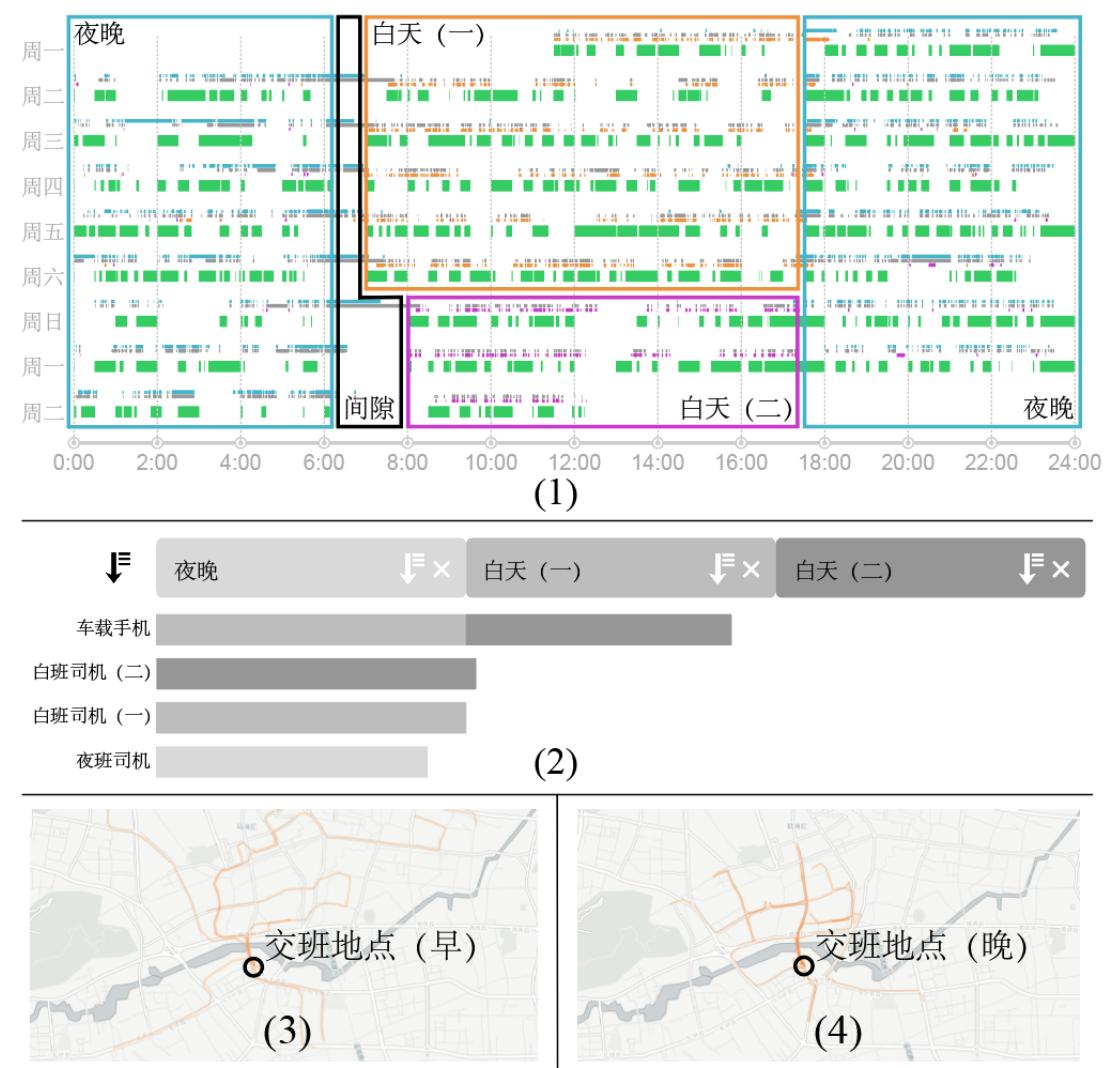 夜晚
白天（一）
周一
周二
周三
周四
周五
周六
周日
周一
周二
间隙
白天（二）
夜晚
0:00 2:00 4:00 6:00 8:00 10:00 12:00 14:00 16:00 18:00 20:00 22:00 24:00
(1)
夜晚 白天（一） 白天（二）
车载手机
白班司机（二）
白班司机（一）
夜班司机
(2)
交班地点（早）
(3)
交班地点（晚）
(4)